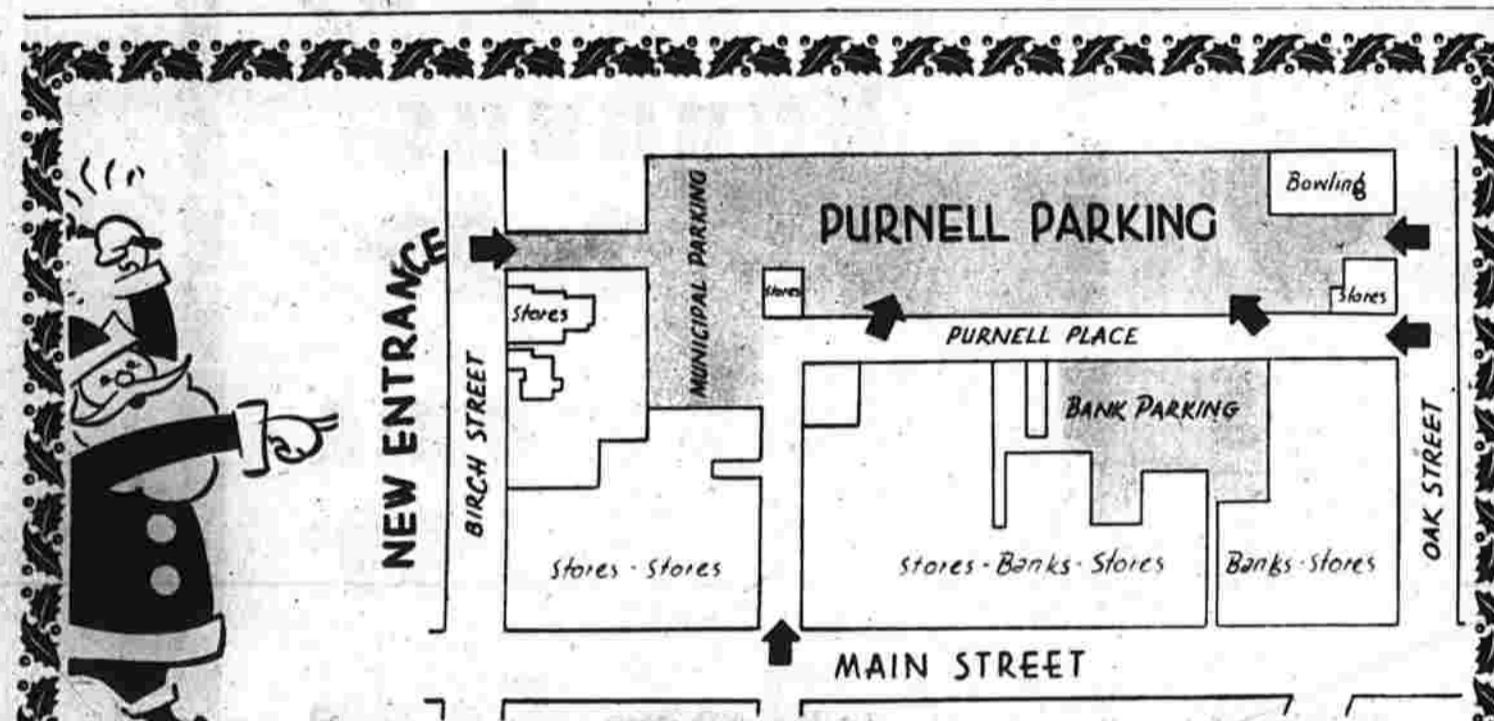 Bowling
PURNELL PARKING
MUNICIPAL PARKING
NEW ENTRANCE
Stores
Stores
Stores
PURNELL PLACE
BIRCH STREET
BANK PARKING
OAK STREET
Stores - Stores
Stores - Banks - Stores
Banks - Stores
MAIN STREET